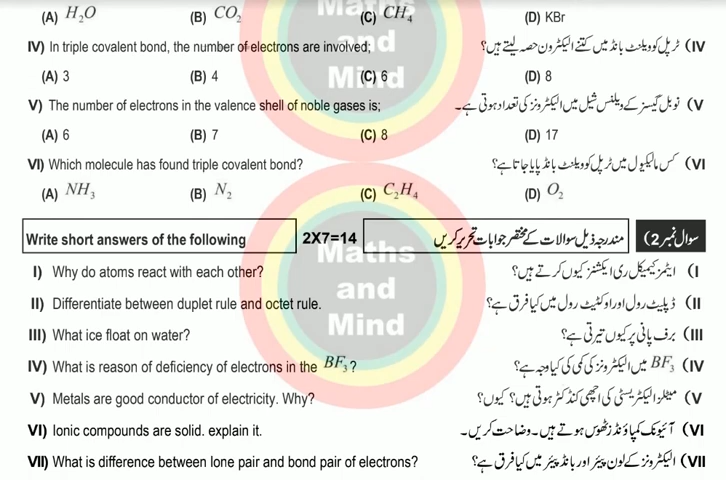 (A) H₂O (B) CO₂ (C) CH₄ (D) KBr
IV) In triple covalent bond, the number of electrons are involved; IV) ٹرپل کوویلنٹ بانڈ میں کتنے الیکٹرون حصہ لیتے ہیں؟
(A) 3 (B) 4 (C) 6 (D) 8
V) The number of electrons in the valence shell of noble gases is; V) نوبل گیسز کے ویلنس شیل میں الیکٹرونز کی تعداد ہوتی ہے۔
(A) 6 (B) 7 (C) 8 (D) 17
VI) Which molecule has found triple covalent bond? VI) کس مالیکیول میں ٹرپل کوویلنٹ بانڈ پایا جاتا ہے؟
(A) NH₃ (B) N₂ (C) C₂H₄ (D) O₂
Write short answers of the following 2X7=14 مندرجہ ذیل سوالات کے مختصر جوابات تحریر کریں سوال نمبر 2)
I) Why do atoms react with each other? I) ایٹمز کیمیکل ری ایکشنز کیوں کرتے ہیں؟
II) Differentiate between duplet rule and octet rule. II) ڈپلیٹ رول اور اوکٹیٹ رول میں کیا فرق ہے؟
III) What ice float on water? III) برف پانی پر کیوں تیرتی ہے؟
IV) What is reason of deficiency of electrons in the BF₃? IV) BF₃ میں الیکٹرونز کی کمی کی کیا وجہ ہے؟
V) Metals are good conductor of electricity. Why? V) میٹلز الیکٹریسٹی کی اچھی کنڈکٹر ہوتی ہیں؟ کیوں؟
VI) Ionic compounds are solid. explain it. VI) آئیونک کمپاؤنڈز ٹھوس ہوتے ہیں۔ وضاحت کریں۔
VII) What is difference between lone pair and bond pair of electrons? VII) الیکٹرونز کے لون پیئر اور بانڈ پیئر میں کیا فرق ہے؟
Maths
and
Mind
Maths
and
Mind